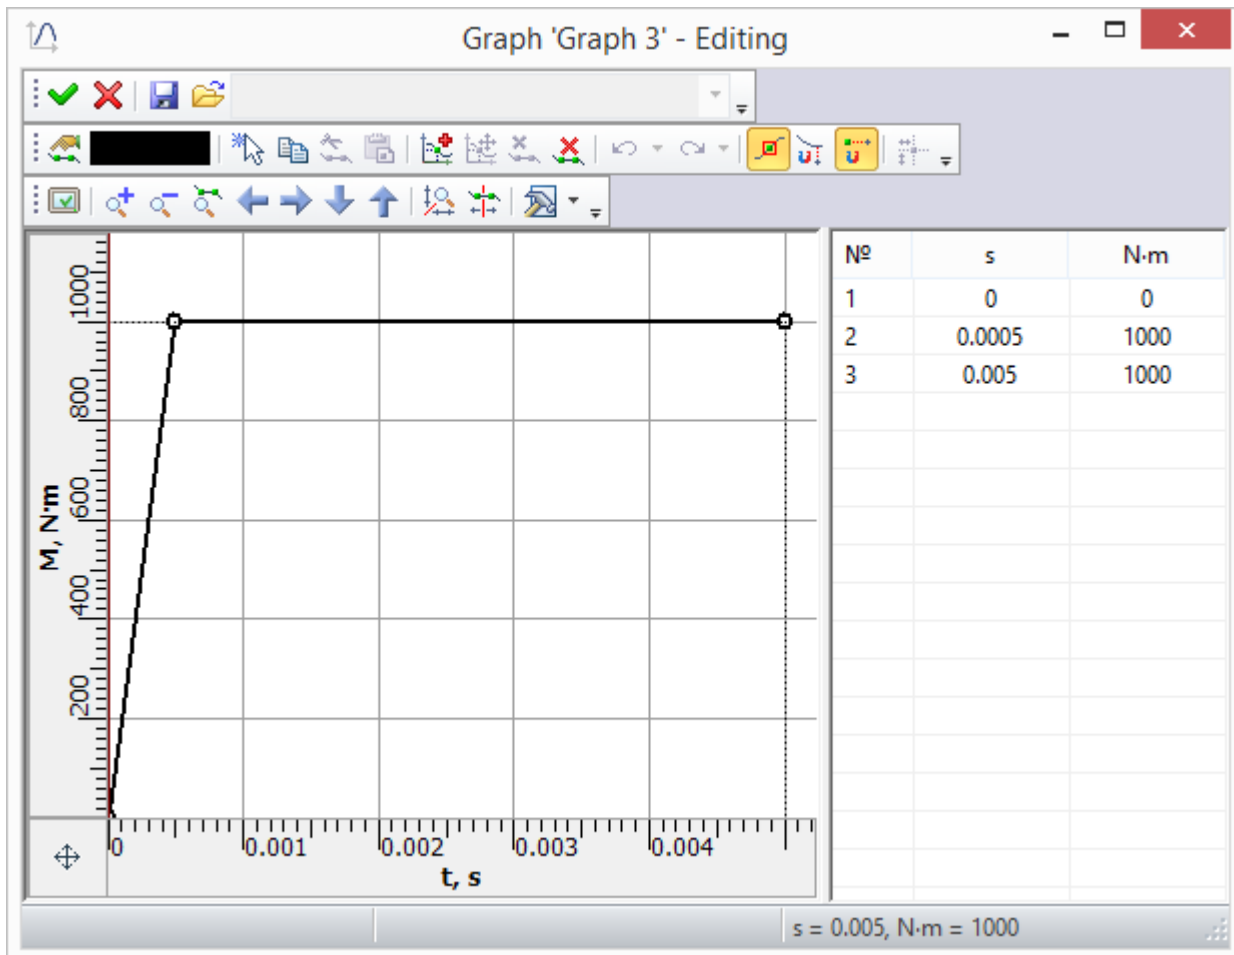 Graph 'Graph 3' - Editing
Nº s N·m
1 0 0
2 0.0005 1000
3 0.005 1000
M, N·m
1000
800
600
400
200
0 0.001 0.002 0.003 0.004
t, s
s = 0.005, N·m = 1000